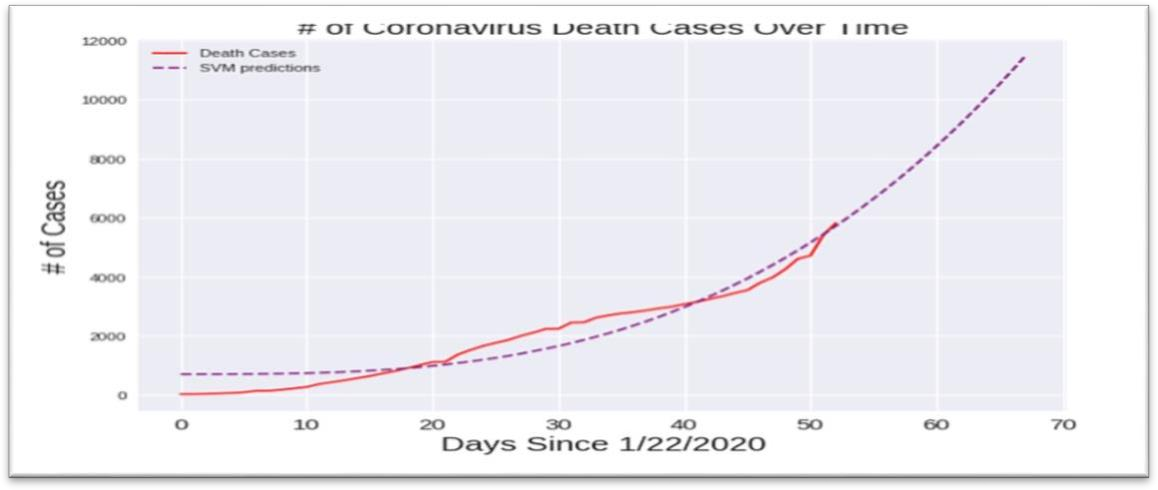 # of Coronavirus Death Cases Over Time
12000
Death Cases
SVM predictions
10000
8000
6000
4000
2000
0
# of Cases
0 10 20 30 40 50 60 70
Days Since 1/22/2020